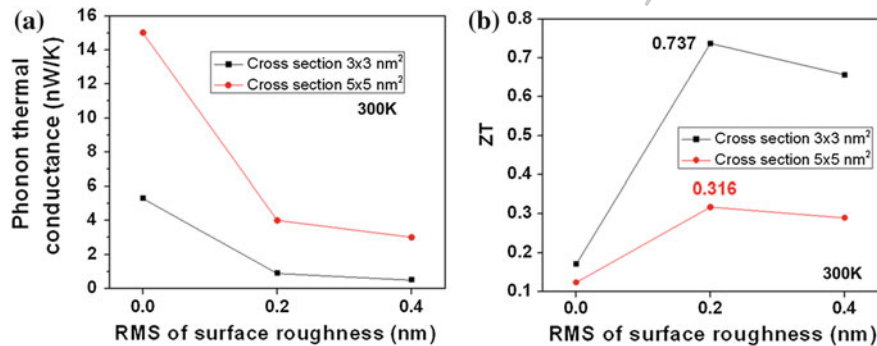 (a)
Phonon thermal
conductance (nW/K)
16
14
12
10
8
6
4
2
0
Cross section 3x3 nm²
Cross section 5x5 nm²
300K
0.0
0.2
0.4
RMS of surface roughness (nm)
(b)
ZT
0.8
0.7
0.6
0.5
0.4
0.3
0.2
0.1
0.737
Cross section 3x3 nm²
Cross section 5x5 nm²
0.316
300K
0.0
0.2
0.4
RMS of surface roughness (nm)